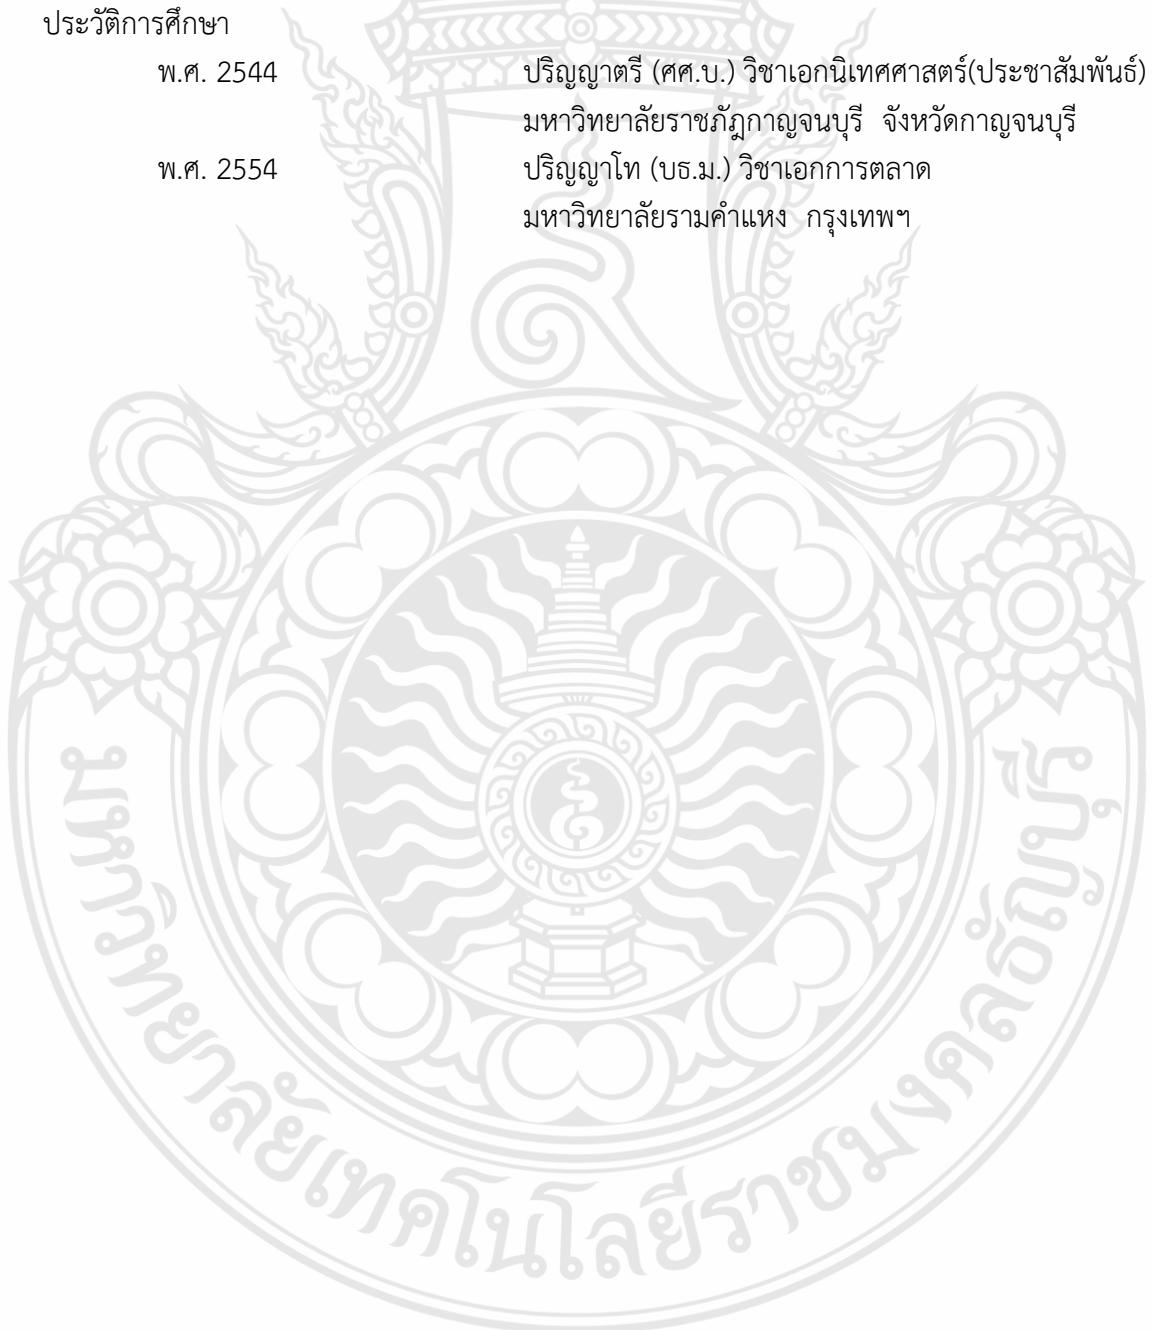 ประวัติการศึกษา
พ.ศ. 2544 ปริญญาตรี (ศศ.บ.) วิชาเอกนิเทศศาสตร์(ประชาสัมพันธ์)
มหาวิทยาลัยราชภัฎกาญจนบุรี จังหวัดกาญจนบุรี
พ.ศ. 2554 ปริญญาโท (บธ.ม.) วิชาเอกการตลาด
มหาวิทยาลัยรามคำแหง กรุงเทพฯ
มหาวิทยาลัยเทคโนโลยีราชมงคลธัญบุรี